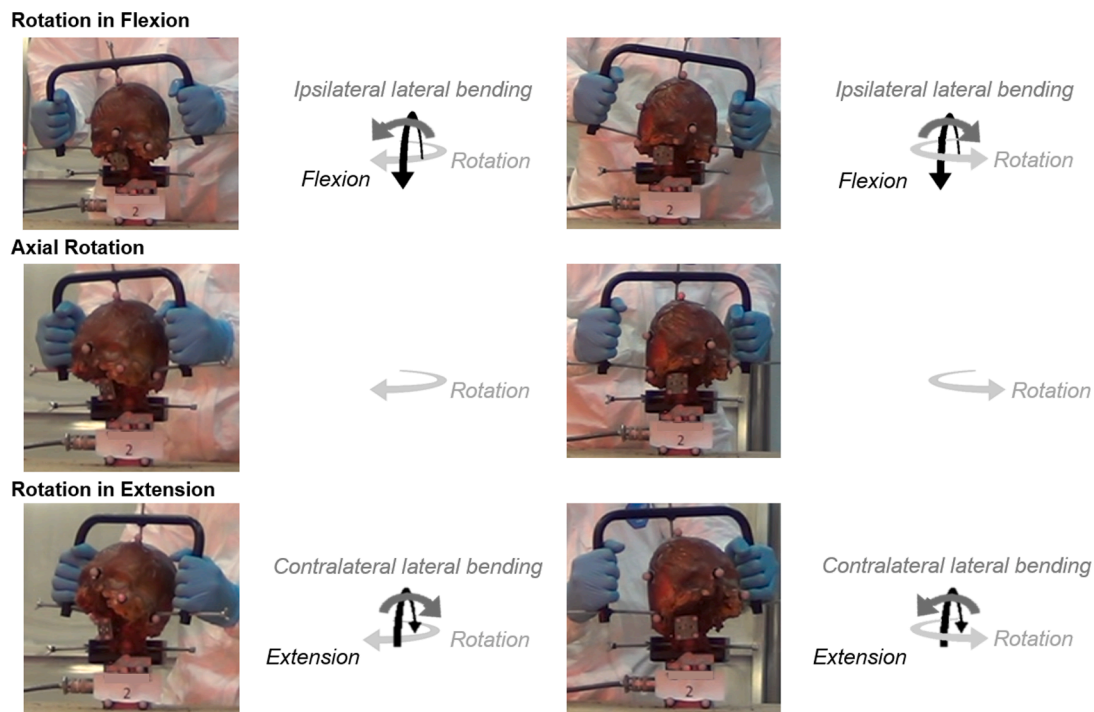 Rotation in Flexion
Ipsilateral lateral bending
Rotation
Flexion
2
Ipsilateral lateral bending
Rotation
Flexion
2
Axial Rotation
Rotation
2
Rotation
2
Rotation in Extension
Contralateral lateral bending
Rotation
Extension
2
Contralateral lateral bending
Rotation
Extension
2